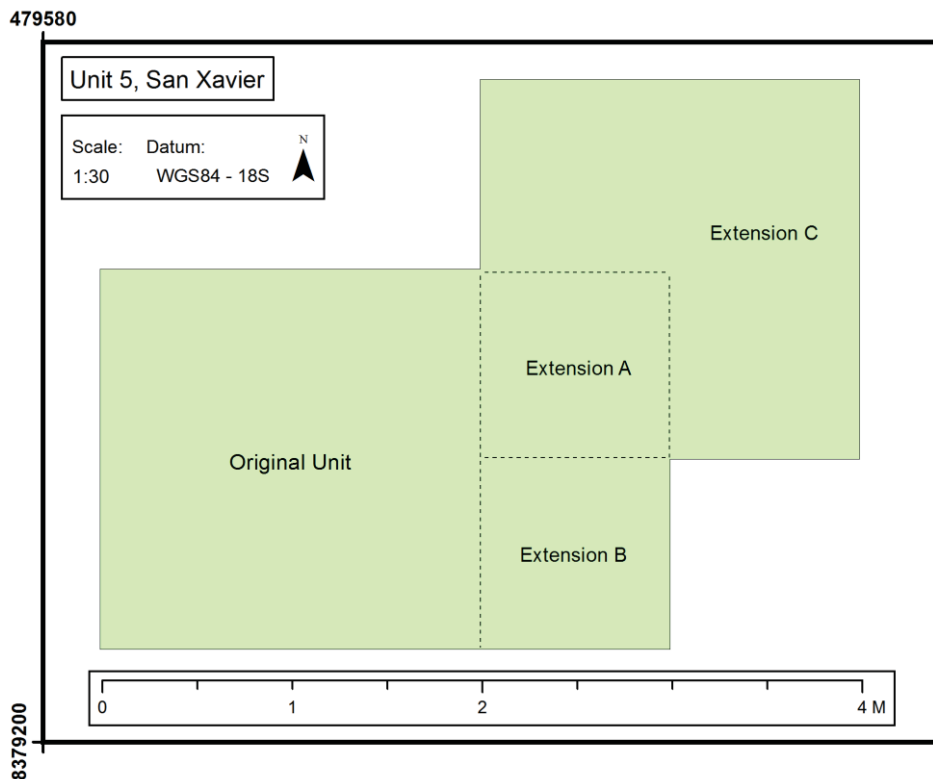 479580
Unit 5, San Xavier
Scale: Datum:
N
1:30 WGS84 - 18S
Extension C
Extension A
Original Unit
Extension B
0 1 2 4 M
8379200